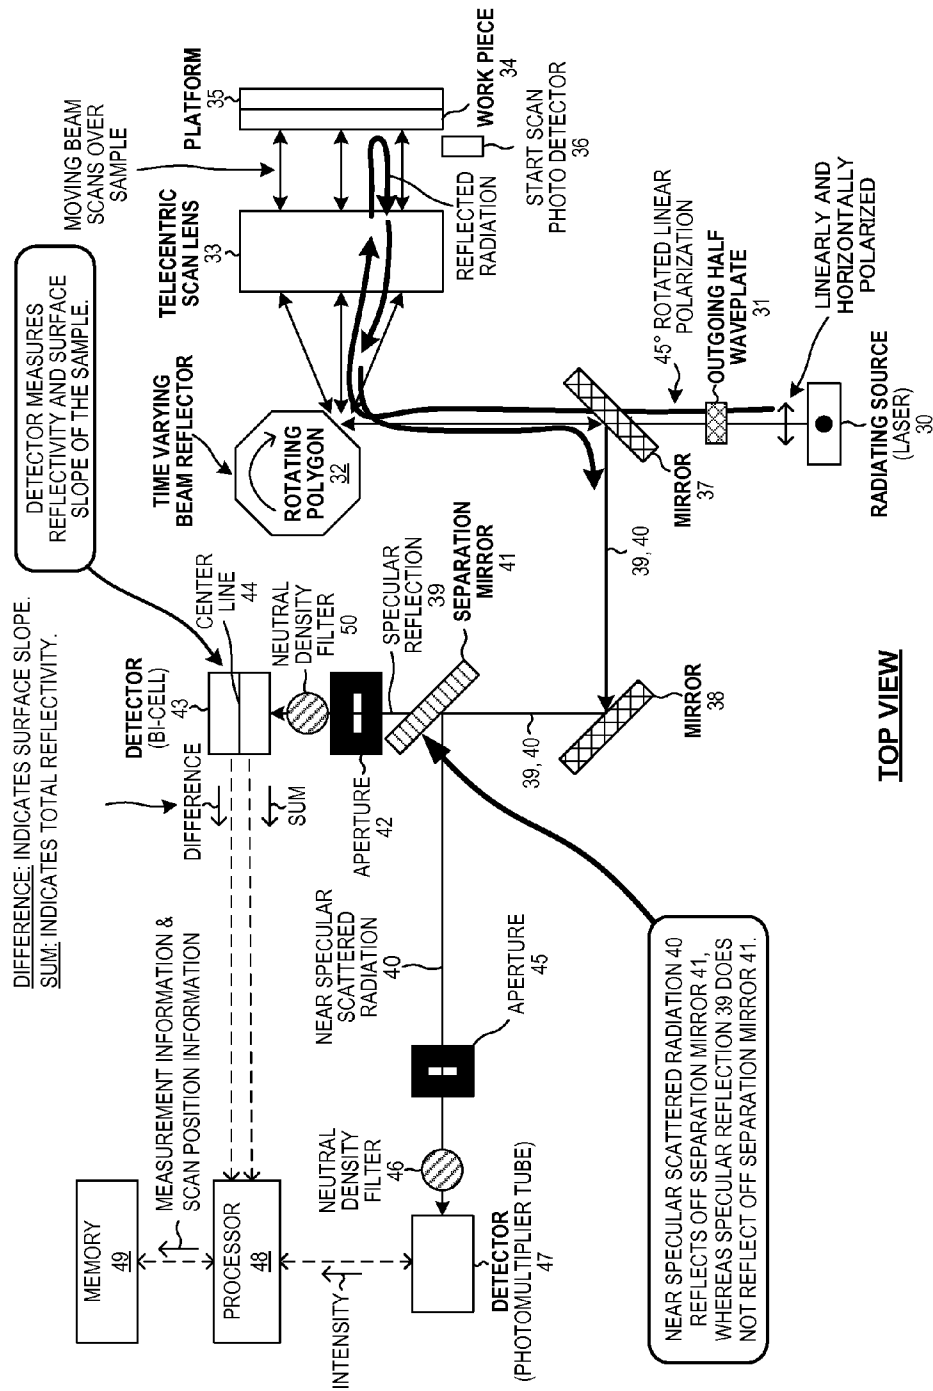 DIFFERENCE: INDICATES SURFACE SLOPE.
SUM: INDICATES TOTAL REFLECTIVITY.
DETECTOR MEASURES
REFLECTIVITY AND SURFACE
SLOPE OF THE SAMPLE.
MOVING BEAM
SCANS OVER
SAMPLE
MEMORY
49
MEASUREMENT INFORMATION &
SCAN POSITION INFORMATION
DIFFERENCE
SUM
DETECTOR
(BI-CELL)
43
CENTER
LINE
44
TIME VARYING
BEAM REFLECTOR
TELECENTRIC
SCAN LENS
33
PLATFORM
35
PROCESSOR
48
NEUTRAL
DENSITY
FILTER
50
ROTATING
POLYGON
32
INTENSITY
APERTURE
42
SPECULAR
REFLECTION
39
SEPARATION
MIRROR
41
REFLECTED
RADIATION
WORK PIECE
34
START SCAN
PHOTO DETECTOR
36
NEUTRAL
DENSITY
FILTER
46
NEAR SPECULAR
SCATTERED
RADIATION
40
DETECTOR
(PHOTOMULTIPLIER TUBE)
47
APERTURE
45
39, 40
39, 40
MIRROR
38
MIRROR
37
45° ROTATED LINEAR
POLARIZATION
OUTGOING HALF
WAVEPLATE
31
LINEARLY AND
HORIZONTALLY
POLARIZED
RADIATING SOURCE
(LASER)
30
NEAR SPECULAR SCATTERED RADIATION 40
REFLECTS OFF SEPARATION MIRROR 41,
WHEREAS SPECULAR REFLECTION 39 DOES
NOT REFLECT OFF SEPARATION MIRROR 41.
TOP VIEW